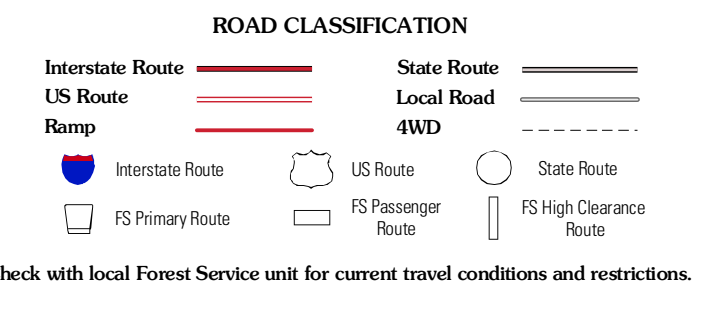 ROAD CLASSIFICATION
Interstate Route State Route
US Route Local Road
Ramp 4WD
Interstate Route US Route State Route
FS Primary Route FS Passenger Route FS High Clearance Route
heck with local Forest Service unit for current travel conditions and restrictions.